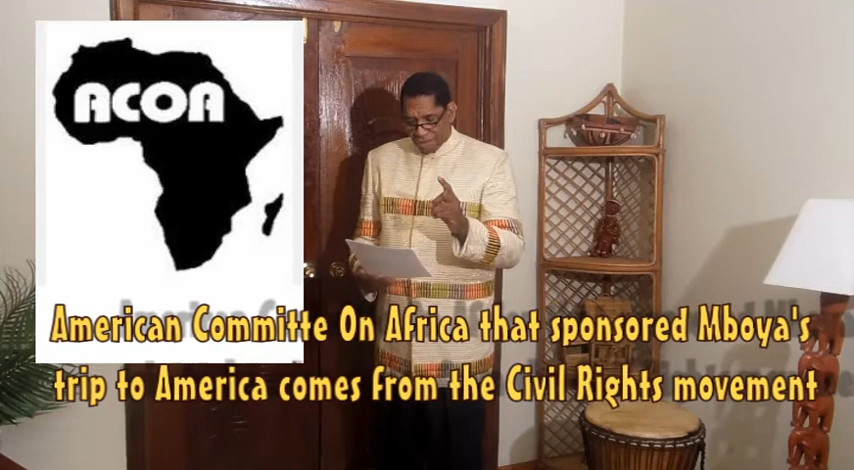 ACOA
American Committe On Africa that sponsored Mboya's
trip to America comes from the Civil Rights movement